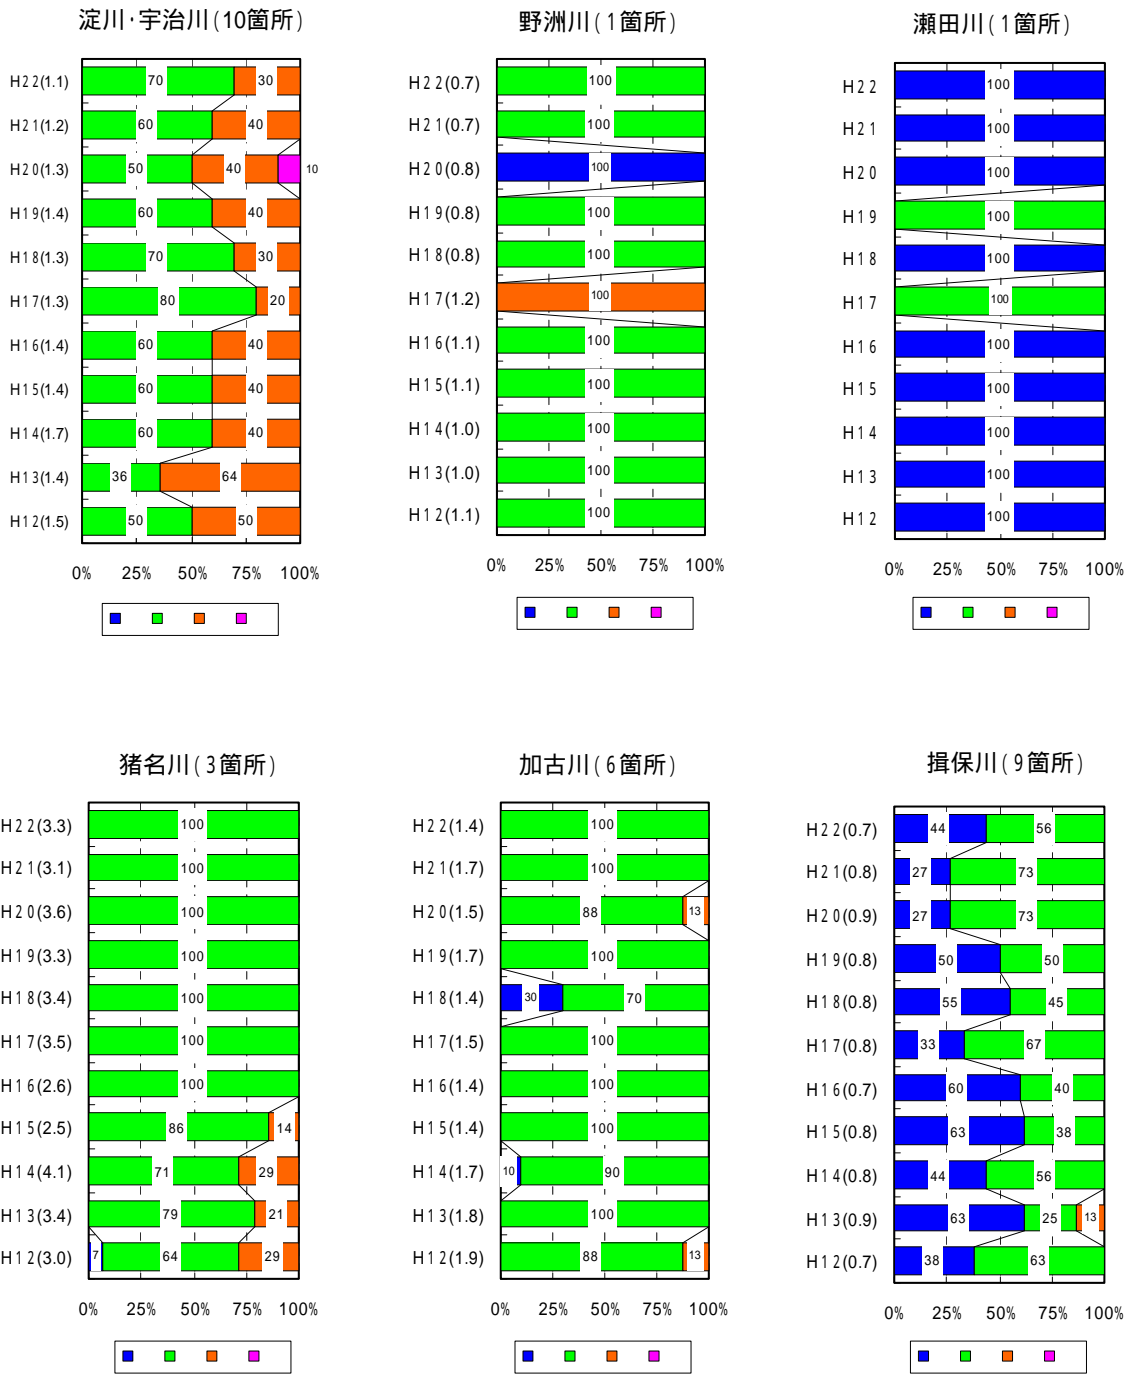 淀川・宇治川(10箇所)
H22(1.1) 70 30
H21(1.2) 60 40
H20(1.3) 50 40 10
H19(1.4) 60 40
H18(1.3) 70 30
H17(1.3) 80 20
H16(1.4) 60 40
H15(1.4) 60 40
H14(1.7) 60 40
H13(1.4) 36 64
H12(1.5) 50 50
0% 25% 50% 75% 100%
野洲川(1箇所)
H22(0.7) 100
H21(0.7) 100
H20(0.8) 100
H19(0.8) 100
H18(0.8) 100
H17(1.2) 100
H16(1.1) 100
H15(1.1) 100
H14(1.0) 100
H13(1.0) 100
H12(1.1) 100
0% 25% 50% 75% 100%
瀬田川(1箇所)
H22 100
H21 100
H20 100
H19 100
H18 100
H17 100
H16 100
H15 100
H14 100
H13 100
H12 100
0% 25% 50% 75% 100%
猪名川(3箇所)
H22(3.3) 100
H21(3.1) 100
H20(3.6) 100
H19(3.3) 100
H18(3.4) 100
H17(3.5) 100
H16(2.6) 100
H15(2.5) 86 14
H14(4.1) 71 29
H13(3.4) 79 21
H12(3.0) 7 64 29
0% 25% 50% 75% 100%
加古川(6箇所)
H22(1.4) 100
H21(1.7) 100
H20(1.5) 88 13
H19(1.7) 100
H18(1.4) 30 70
H17(1.5) 100
H16(1.4) 100
H15(1.4) 100
H14(1.7) 10 90
H13(1.8) 100
H12(1.9) 88 13
0% 25% 50% 75% 100%
揖保川(9箇所)
H22(0.7) 44 56
H21(0.8) 27 73
H20(0.9) 27 73
H19(0.8) 50 50
H18(0.8) 55 45
H17(0.8) 33 67
H16(0.7) 60 40
H15(0.8) 63 38
H14(0.8) 44 56
H13(0.9) 63 25 13
H12(0.7) 38 63
0% 25% 50% 75% 100%